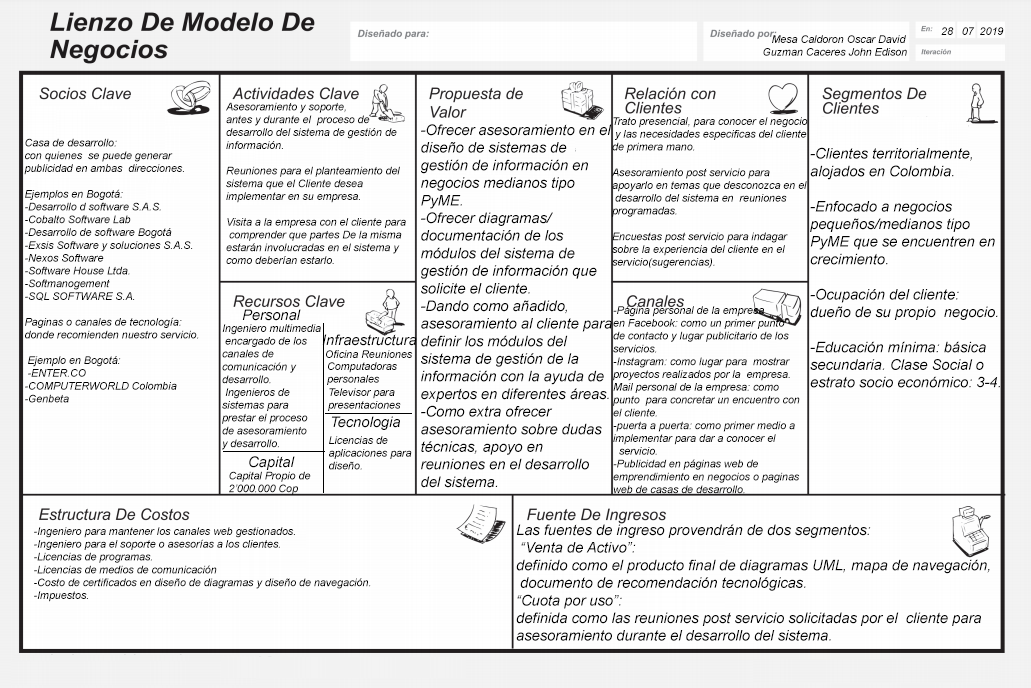 Lienzo De Modelo De
Negocios
Diseñado para:
Diseñado por:
Mesa Calderon Oscar David
Guzman Caceres John Edison
En: 28 07 2019
Iteración
Socios Clave
Casa de desarrollo:
con quienes se puede generar
publicidad en ambas direcciones.
Ejemplos en Bogotá:
-Desarrollo d software S.A.S.
-Cobalto Software Lab
-Desarrollo de software Bogotá
-Exsis Software y soluciones S.A.S.
-Nexos Software
-Software House Ltda.
-Softmanogement
-SQL SOFTWARE S.A.
Paginas o canales de tecnología:
donde recomienden nuestro servicio.
Ejemplo en Bogotá:
-ENTER.CO
-COMPUTERWORLD Colombia
-Genbeta
Actividades Clave
Asesoramiento y soporte,
antes y durante el proceso de
desarrollo del sistema de gestión de
información.
Reuniones para el planteamiento del
sistema que el Cliente desea
implementar en su empresa.
Visita a la empresa con el cliente para
comprender que partes De la misma
estarán involucradas en el sistema y
como deberían estarlo.
Recursos Clave
Personal
Ingeniero multimedia
encargado de los
canales de
comunicación y
desarrollo.
Ingenieros de
sistemas para
prestar el proceso
de asesoramiento
y desarrollo.
Capital
Capital Propio de
2'000.000 Cop
Infraestructura
Oficina Reuniones
Computadoras
personales
Televisor para
presentaciones
Tecnologia
Licencias de
aplicaciones para
diseño.
Propuesta de
Valor
-Ofrecer asesoramiento en el
diseño de sistemas de
gestión de información en
negocios medianos tipo
PyME.
-Ofrecer diagramas/
documentación de los
módulos del sistema de
gestión de información que
solicite el cliente.
-Dando como añadido,
asesoramiento al cliente para
definir los módulos del
sistema de gestión de la
información con la ayuda de
expertos en diferentes áreas.
-Como extra ofrecer
asesoramiento sobre dudas
técnicas, apoyo en
reuniones en el desarrollo
del sistema.
Relación con
Clientes
Trato presencial, para conocer el negocio
y las necesidades especificas del cliente
de primera mano.
Asesoramiento post servicio para
apoyarlo en temas que desconozca en el
desarrollo del sistema en reuniones
programadas.
Encuestas post servicio para indagar
sobre la experiencia del cliente en el
servicio(sugerencias).
Canales
-Página personal de la empresa
en Facebook: como un primer punto
de contacto y lugar publicitario de los
servicios.
-Instagram: como lugar para mostrar
proyectos realizados por la empresa.
Mail personal de la empresa: como
punto para concretar un encuentro con
el cliente.
-puerta a puerta: como primer medio a
implementar para dar a conocer el
servicio.
-Publicidad en páginas web de
emprendimiento en negocios o paginas
web de casas de desarrollo.
Segmentos De
Clientes
-Clientes territorialmente,
alojados en Colombia.
-Enfocado a negocios
pequeños/medianos tipo
PyME que se encuentren en
crecimiento.
-Ocupación del cliente:
dueño de su propio negocio.
-Educación mínima: básica
secundaria. Clase Social o
estrato socio económico: 3-4.
Estructura De Costos
-Ingeniero para mantener los canales web gestionados.
-Ingeniero para el soporte o asesorías a los clientes.
-Licencias de programas.
-Licencias de medios de comunicación
-Costo de certificados en diseño de diagramas y diseño de navegación.
-Impuestos.
Fuente De Ingresos
Las fuentes de ingreso provendrán de dos segmentos:
“Venta de Activo”:
definido como el producto final de diagramas UML, mapa de navegación,
documento de recomendación tecnológicas.
“Cuota por uso”:
definida como las reuniones post servicio solicitadas por el cliente para
asesoramiento durante el desarrollo del sistema.